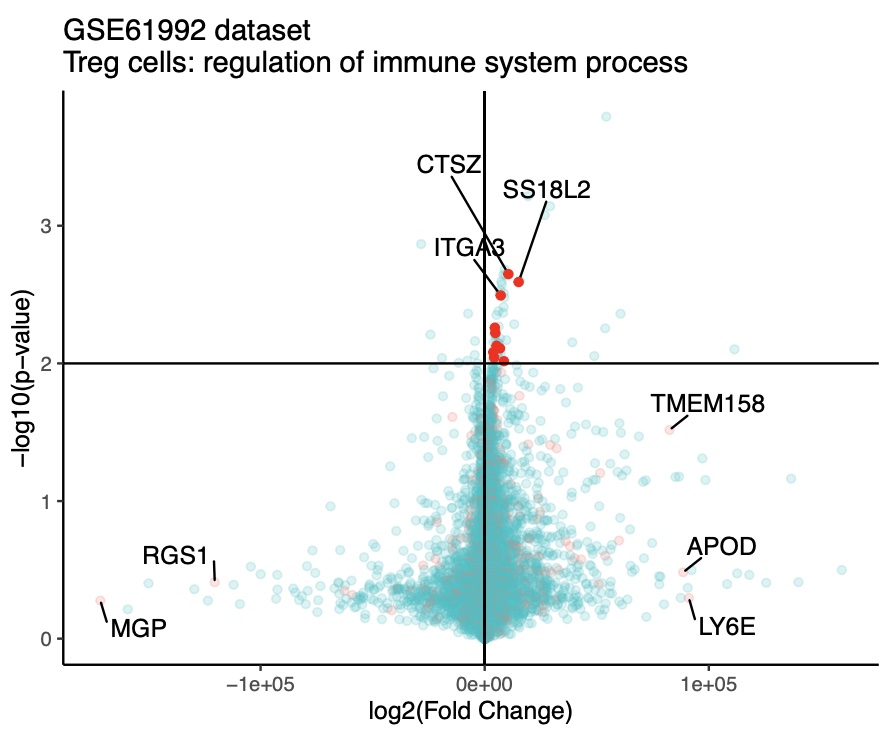 GSE61992 dataset
Treg cells: regulation of immune system process
CTSZ
SS18L2
ITGA3
TMEM158
APOD
RGS1
LY6E
MGP
3
2
1
0
−log10(p−value)
−1e+05
0e+00
1e+05
log2(Fold Change)